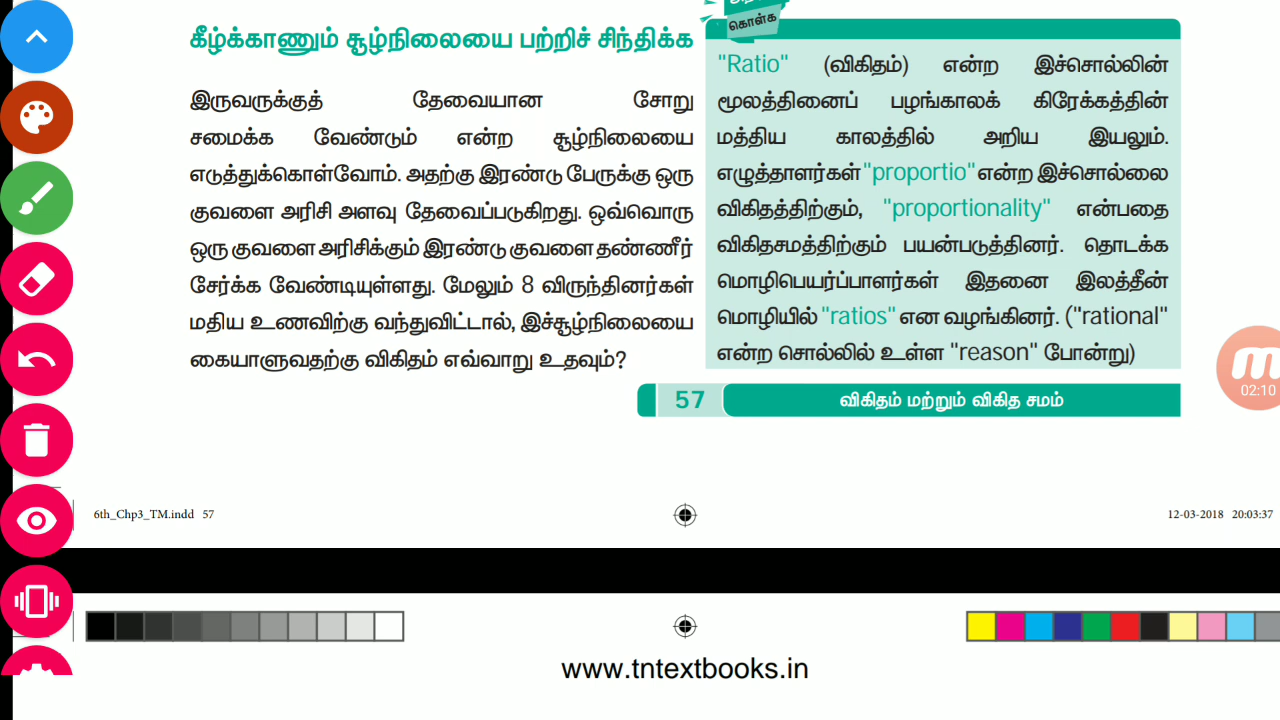 கீழ்க்காணும் சூழ்நிலையை பற்றிச் சிந்திக்க
இருவருக்குத் தேவையான சோறு
சமைக்க வேண்டும் என்ற சூழ்நிலையை
எடுத்துக்கொள்வோம். அதற்கு இரண்டு பேருக்கு ஒரு
குவளை அரிசி அளவு தேவைப்படுகிறது. ஒவ்வொரு
ஒரு குவளை அரிசிக்கும் இரண்டு குவளை தண்ணீர்
சேர்க்க வேண்டியுள்ளது. மேலும் 8 விருந்தினர்கள்
மதிய உணவிற்கு வந்துவிட்டால், இச்சூழ்நிலையை
கையாளுவதற்கு விகிதம் எவ்வாறு உதவும்?
கொள்க
"Ratio" (விகிதம்) என்ற இச்சொல்லின்
மூலத்தினைப் பழங்காலக் கிரேக்கத்தின்
மத்திய காலத்தில் அறிய இயலும்.
எழுத்தாளர்கள் "proportio" என்ற இச்சொல்லை
விகிதத்திற்கும், "proportionality" என்பதை
விகிதசமத்திற்கும் பயன்படுத்தினர். தொடக்க
மொழிபெயர்ப்பாளர்கள் இதனை இலத்தீன்
மொழியில் "ratios" என வழங்கினர். ("rational"
என்ற சொல்லில் உள்ள "reason" போன்று)
57 விகிதம் மற்றும் விகித சமம்
02:10
6th_Chp3_TM.indd 57
12-03-2018 20:03:37
www.tntextbooks.in